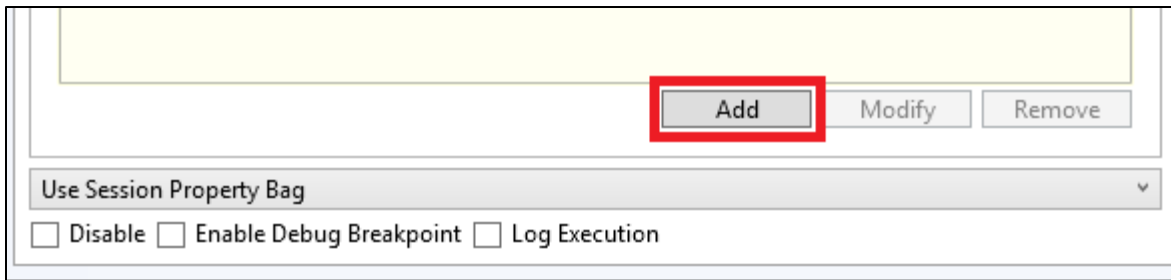 Add Modify Remove
Use Session Property Bag
Disable Enable Debug Breakpoint Log Execution